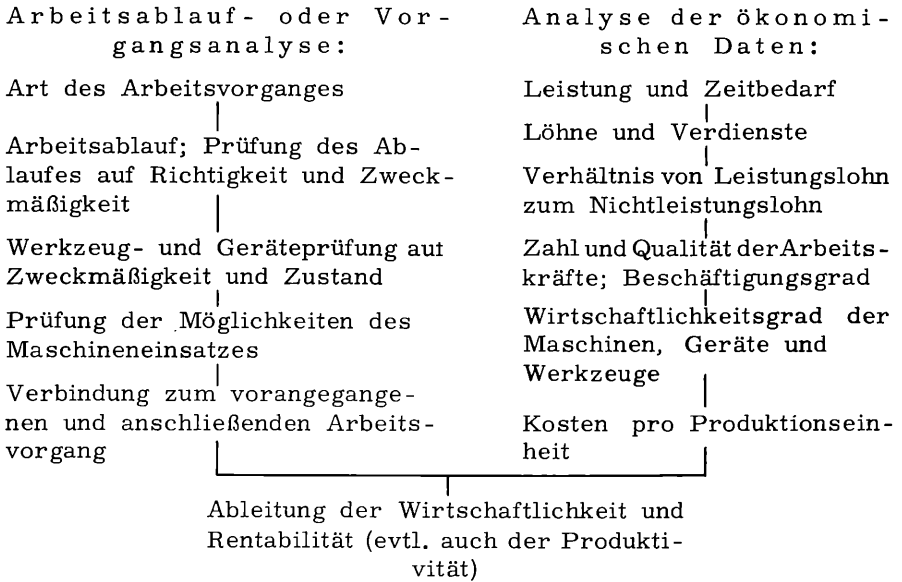 Arbeitsablauf- oder Vor-
gangsanalyse:
Art des Arbeitsvorganges
Arbeitsablauf; Prüfung des Ab-
laufes auf Richtigkeit und Zweck-
mäßigkeit
Werkzeug- und Geräteprüfung aut
Zweckmäßigkeit und Zustand
Prüfung der Möglichkeiten des
Maschineneinsatzes
Verbindung zum vorangegange-
nen und anschließenden Arbeits-
vorgang
Analyse der ökonomi-
schen Daten:
Leistung und Zeitbedarf
Löhne und Verdienste
Verhältnis von Leistungslohn
zum Nichtleistungslohn
Zahl und Qualität der Arbeits-
kräfte; Beschäftigungsgrad
Wirtschaftlichkeitsgrad der
Maschinen, Geräte und
Werkzeuge
Kosten pro Produktionsein-
heit
Ableitung der Wirtschaftlichkeit und
Rentabilität (evtl. auch der Produkti-
vität)